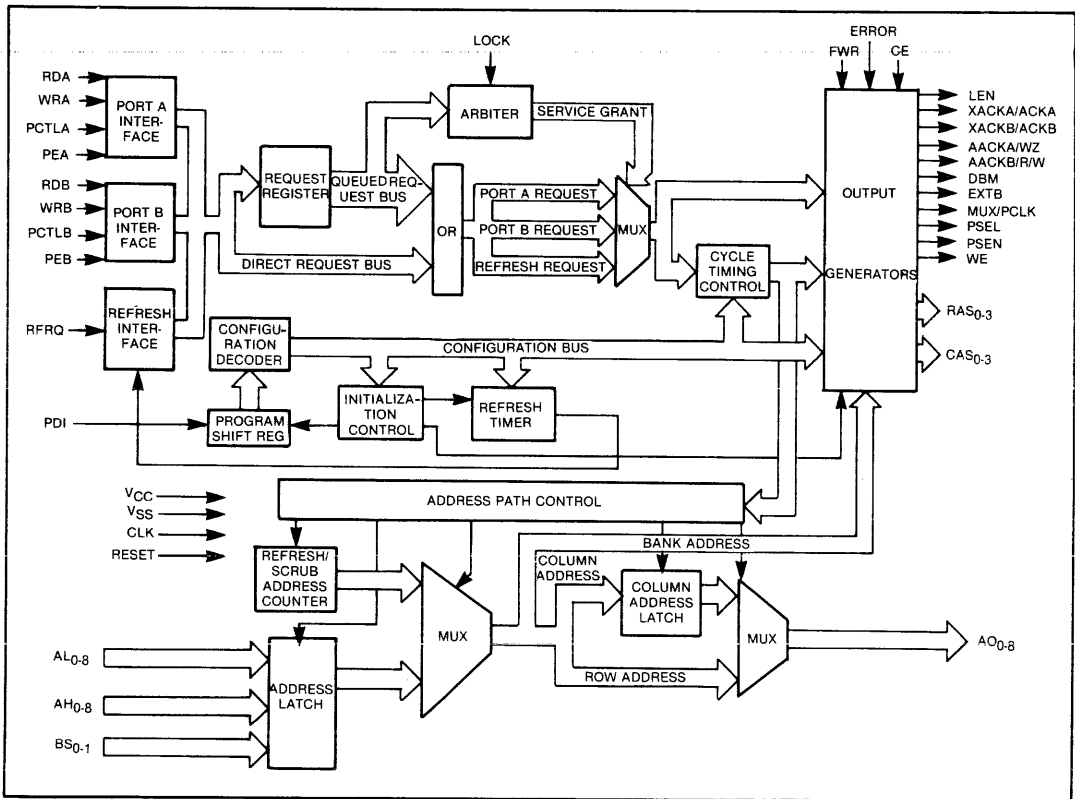 LOCK
ERROR
FWR
CE
RDA
WRA
PCTLA
PEA
PORT A
INTER-
FACE
RDB
WRB
PCTLB
PEB
PORT B
INTER-
FACE
RFRQ
REFRESH
INTER-
FACE
REQUEST
REGISTER
QUEUED REQ-
UEST BUS
DIRECT REQUEST BUS
ARBITER
SERVICE GRANT
OR
PORT A REQUEST
PORT B REQUEST
REFRESH REQUEST
MUX
CYCLE
TIMING
CONTROL
OUTPUT
GENERATORS
LEN
XACKA/ACKA
XACKB/ACKB
AACKA/WZ
AACKB/R/W
DBM
EXTB
MUX/PCLK
PSEL
PSEN
WE
RAS0-3
CAS0-3
CONFIGU-
RATION
DECODER
CONFIGURATION BUS
PDI
PROGRAM
SHIFT REG
INITIALIZA-
TION
CONTROL
REFRESH
TIMER
VCC
VSS
CLK
RESET
ADDRESS PATH CONTROL
BANK ADDRESS
REFRESH/
SCRUB
ADDRESS
COUNTER
COLUMN
ADDRESS
COLUMN
ADDRESS
LATCH
MUX
MUX
ROW ADDRESS
AL0-8
AH0-8
BS0-1
ADDRESS
LATCH
AO0-8